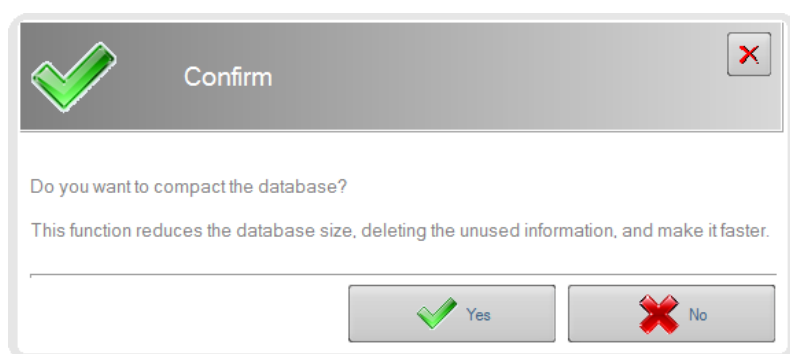 Confirm
Do you want to compact the database?
This function reduces the database size, deleting the unused information, and make it faster.
Yes
No